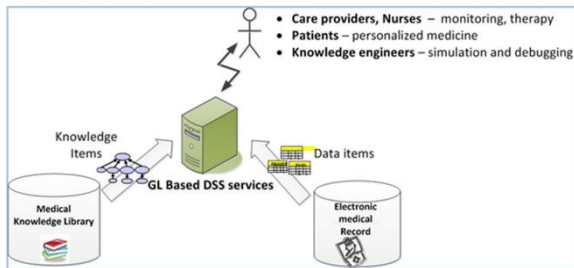 • Care providers, Nurses – monitoring, therapy
• Patients – personalized medicine
• Knowledge engineers – simulation and debugging
Knowledge
Items
Data items
GL Based DSS services
Medical
Knowledge Library
Electronic
medical
Record